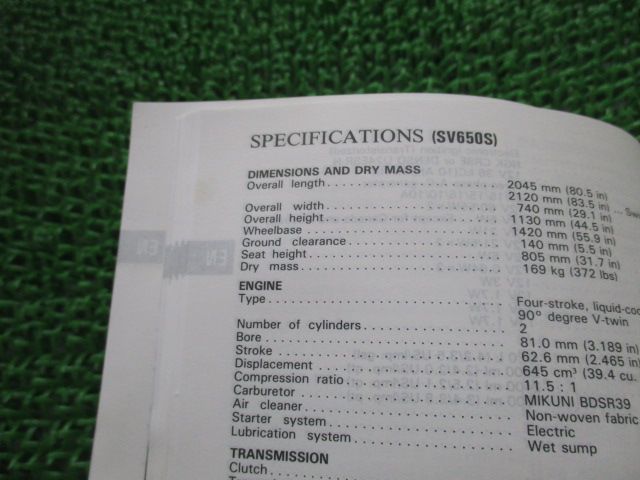 SPECIFICATIONS (SV650S)
DIMENSIONS AND DRY MASS
Overall length .......... 2045 mm (80.5 in)
2120 mm (83.5 in) ....
Overall width .......... 740 mm (29.1 in)
Overall height .......... 1130 mm (44.5 in)
Wheelbase .......... 1420 mm (55.9 in)
Ground clearance .......... 140 mm (5.5 in)
Seat height .......... 805 mm (31.7 in)
Dry mass .......... 169 kg (372 lbs)
ENGINE
Type .......... Four-stroke, liquid-coo
90° degree V-twin
Number of cylinders .......... 2
Bore .......... 81.0 mm (3.189 in)
Stroke .......... 62.6 mm (2.465 in)
Displacement .......... 645 cm³ (39.4 cu.
Compression ratio .......... 11.5 : 1
Carburetor .......... MIKUNI BDSR39
Air cleaner .......... Non-woven fabric
Starter system .......... Electric
Lubrication system .......... Wet sump
TRANSMISSION
Clutch ..........